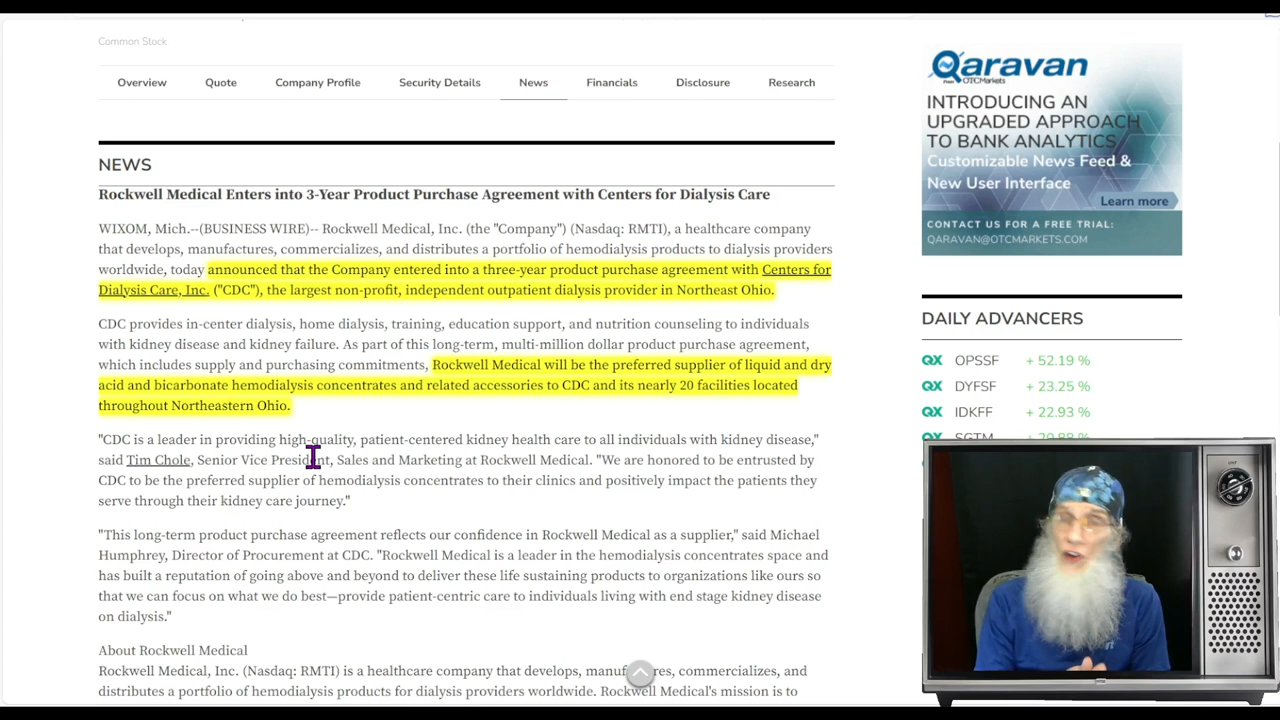 Common Stock
Overview
Quote
Company Profile
Security Details
News
Financials
Disclosure
Research
NEWS
Rockwell Medical Enters into 3-Year Product Purchase Agreement with Centers for Dialysis Care
WIXOM, Mich.--(BUSINESS WIRE)-- Rockwell Medical, Inc. (the "Company") (Nasdaq: RMTI), a healthcare company
that develops, manufactures, commercializes, and distributes a portfolio of hemodialysis products to dialysis providers
worldwide, today announced that the Company entered into a three-year product purchase agreement with Centers for
Dialysis Care, Inc. ("CDC"), the largest non-profit, independent outpatient dialysis provider in Northeast Ohio.
CDC provides in-center dialysis, home dialysis, training, education support, and nutrition counseling to individuals
with kidney disease and kidney failure. As part of this long-term, multi-million dollar product purchase agreement,
which includes supply and purchasing commitments, Rockwell Medical will be the preferred supplier of liquid and dry
acid and bicarbonate hemodialysis concentrates and related accessories to CDC and its nearly 20 facilities located
throughout Northeastern Ohio.
"CDC is a leader in providing high-quality, patient-centered kidney health care to all individuals with kidney disease,"
said Tim Chole, Senior Vice President, Sales and Marketing at Rockwell Medical. "We are honored to be entrusted by
CDC to be the preferred supplier of hemodialysis concentrates to their clinics and positively impact the patients they
serve through their kidney care journey."
"This long-term product purchase agreement reflects our confidence in Rockwell Medical as a supplier," said Michael
Humphrey, Director of Procurement at CDC. "Rockwell Medical is a leader in the hemodialysis concentrates space and
has built a reputation of going above and beyond to deliver these life sustaining products to organizations like ours so
that we can focus on what we do best—provide patient-centric care to individuals living with end stage kidney disease
on dialysis."
About Rockwell Medical
Rockwell Medical, Inc. (Nasdaq: RMTI) is a healthcare company that develops, commercializes, and
distributes a portfolio of hemodialysis products for dialysis providers worldwide. Rockwell Medical's mission is to
Qaravan
From OTCMarkets
INTRODUCING AN
UPGRADED APPROACH
TO BANK ANALYTICS
Customizable News Feed &
New User Interface
Learn more
CONTACT US FOR A FREE TRIAL:
QARAVAN@OTCMARKETS.COM
DAILY ADVANCERS
QX OPSSF + 52.19 %
QX DYFSF + 23.25 %
QX IDKFF + 22.93 %